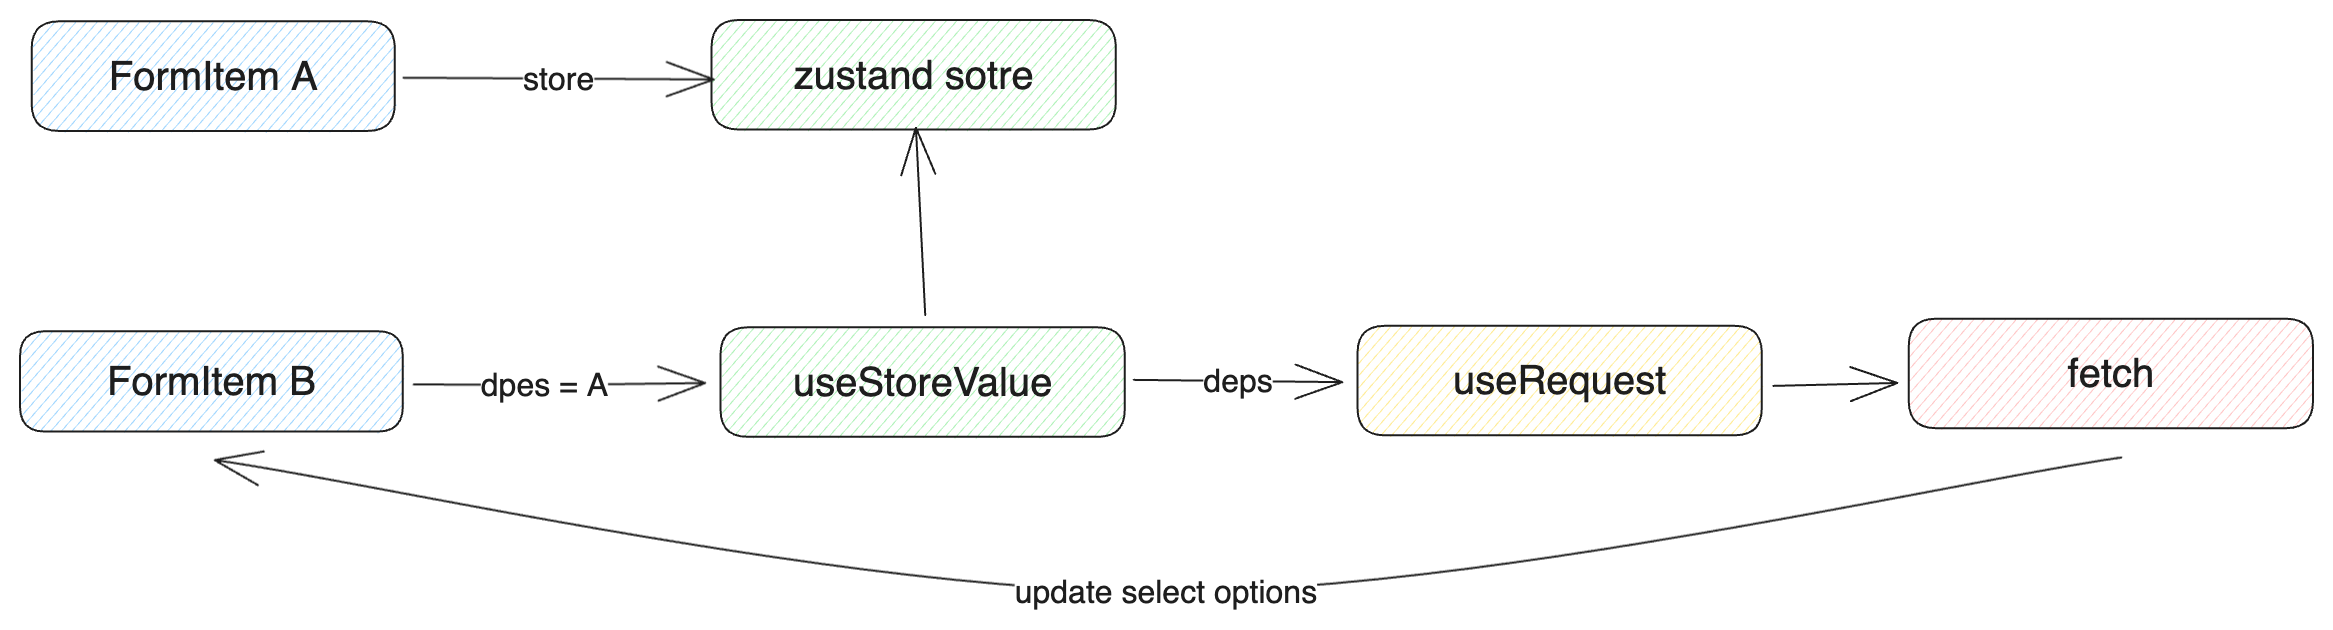 FormItem A
store
zustand sotre
FormItem B
dpes = A
useStoreValue
deps
useRequest
fetch
update select options